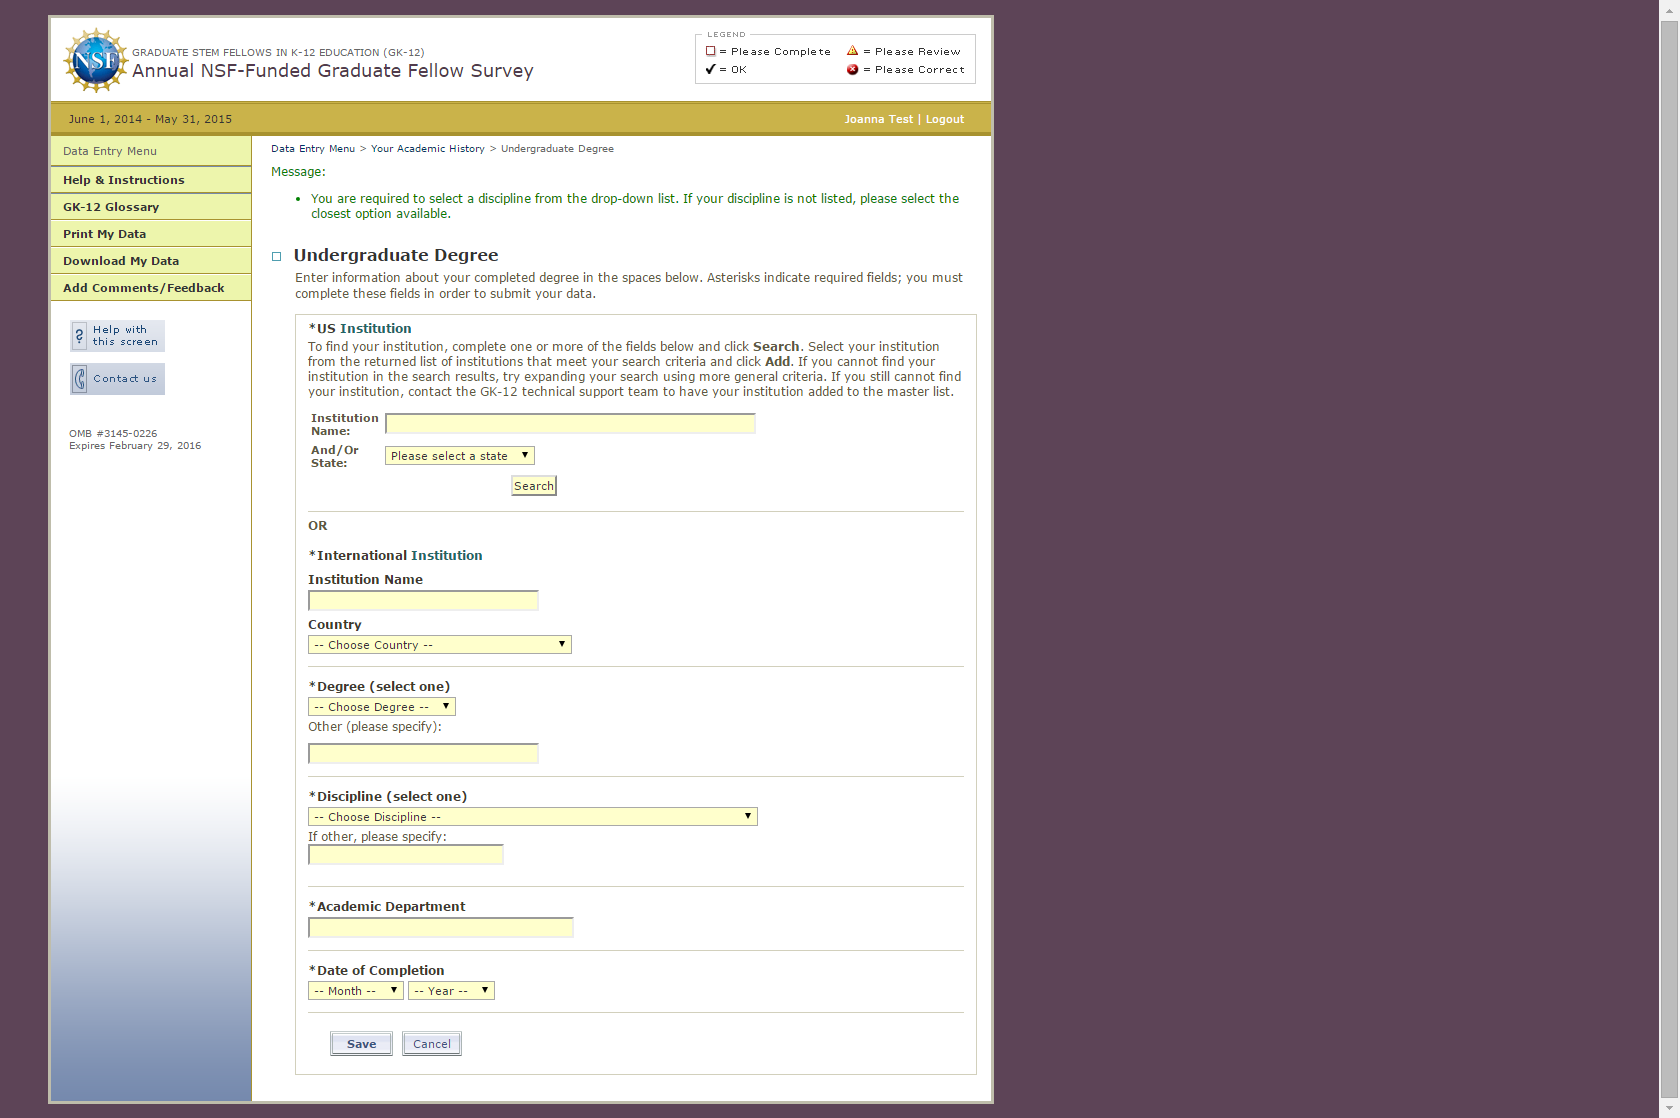 NSF
GRADUATE STEM FELLOWS IN K-12 EDUCATION (GK-12)
Annual NSF-Funded Graduate Fellow Survey
LEGEND
= Please Complete
= Please Review
= OK
= Please Correct
June 1, 2014 - May 31, 2015
Joanna Test | Logout
Data Entry Menu
Help & Instructions
GK-12 Glossary
Print My Data
Download My Data
Add Comments/Feedback
? Help with
this screen
Contact us
OMB #3145-0226
Expires February 29, 2016
Data Entry Menu > Your Academic History > Undergraduate Degree
Message:
• You are required to select a discipline from the drop-down list. If your discipline is not listed, please select the
closest option available.
Undergraduate Degree
Enter information about your completed degree in the spaces below. Asterisks indicate required fields; you must
complete these fields in order to submit your data.
*US Institution
To find your institution, complete one or more of the fields below and click Search. Select your institution
from the returned list of institutions that meet your search criteria and click Add. If you cannot find your
institution in the search results, try expanding your search using more general criteria. If you still cannot find
your institution, contact the GK-12 technical support team to have your institution added to the master list.
Institution
Name:
And/Or
State:
Please select a state
Search
OR
*International Institution
Institution Name
Country
-- Choose Country --
*Degree (select one)
-- Choose Degree --
Other (please specify):
*Discipline (select one)
-- Choose Discipline --
If other, please specify:
*Academic Department
*Date of Completion
-- Month -- -- Year --
Save Cancel